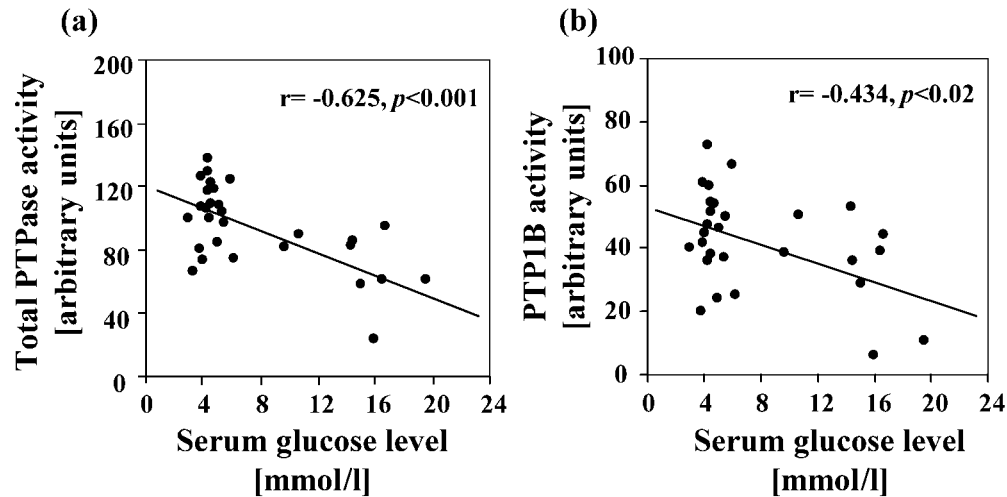 (a)
Total PTPase activity
[arbitrary units]
200
160
120
80
40
0
r= -0.625, p<0.001
0 4 8 12 16 20 24
Serum glucose level
[mmol/l]
(b)
PTP1B activity
[arbitrary units]
100
80
60
40
20
0
r= -0.434, p<0.02
0 4 8 12 16 20 24
Serum glucose level
[mmol/l]